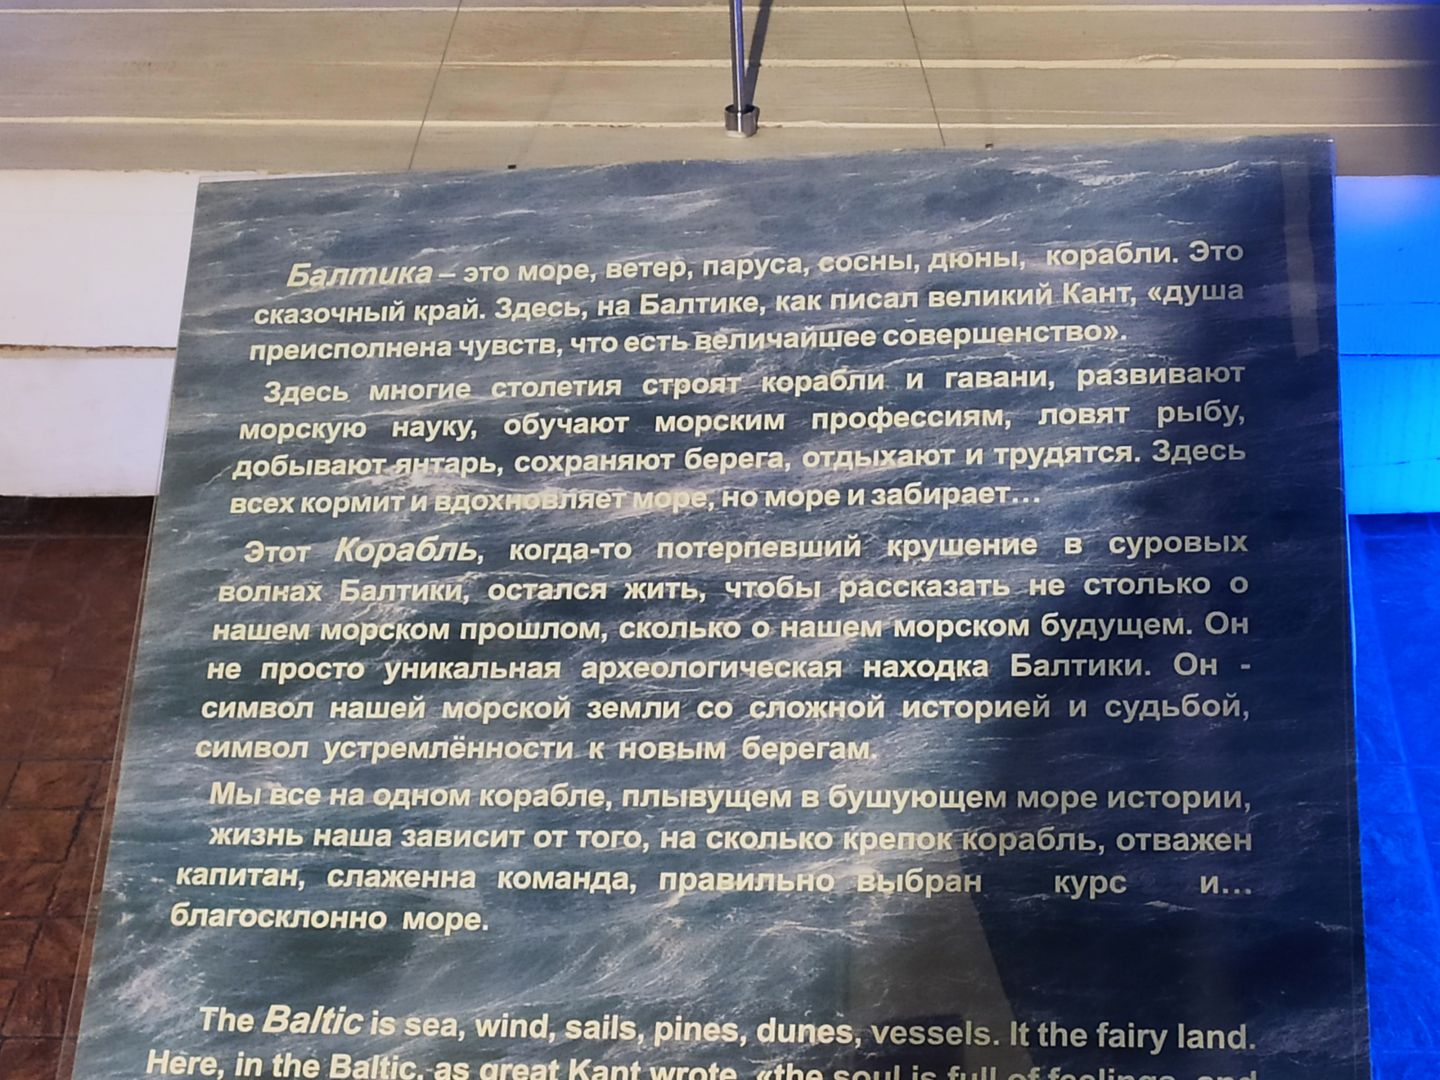 Балтика – это море, ветер, паруса, сосны, дюны, корабли. Это
сказочный край. Здесь, на Балтике, как писал великий Кант, «душа
преисполнена чувств, что есть величайшее совершенство».
Здесь многие столетия строят корабли и гавани, развивают
морскую науку, обучают морским профессиям, ловят рыбу,
добывают янтарь, сохраняют берега, отдыхают и трудятся. Здесь
всех кормит и вдохновляет море, но море и забирает...
Этот Корабль, когда-то потерпевший крушение в суровых
волнах Балтики, остался жить, чтобы рассказать не столько о
нашем морском прошлом, сколько о нашем морском будущем. Он
не просто уникальная археологическая находка Балтики. Он -
символ нашей морской земли со сложной историей и судьбой,
символ устремлённости к новым берегам.
Мы все на одном корабле, плывущем в бушующем море истории,
жизнь наша зависит от того, на сколько крепок корабль, отважен
капитан, слаженна команда, правильно выбран курс и...
благосклонно море.
The Baltic is sea, wind, sails, pines, dunes, vessels. It the fairy land.
Here, in the Baltic, as great Kant wrote, «the soul is full of feelings, and